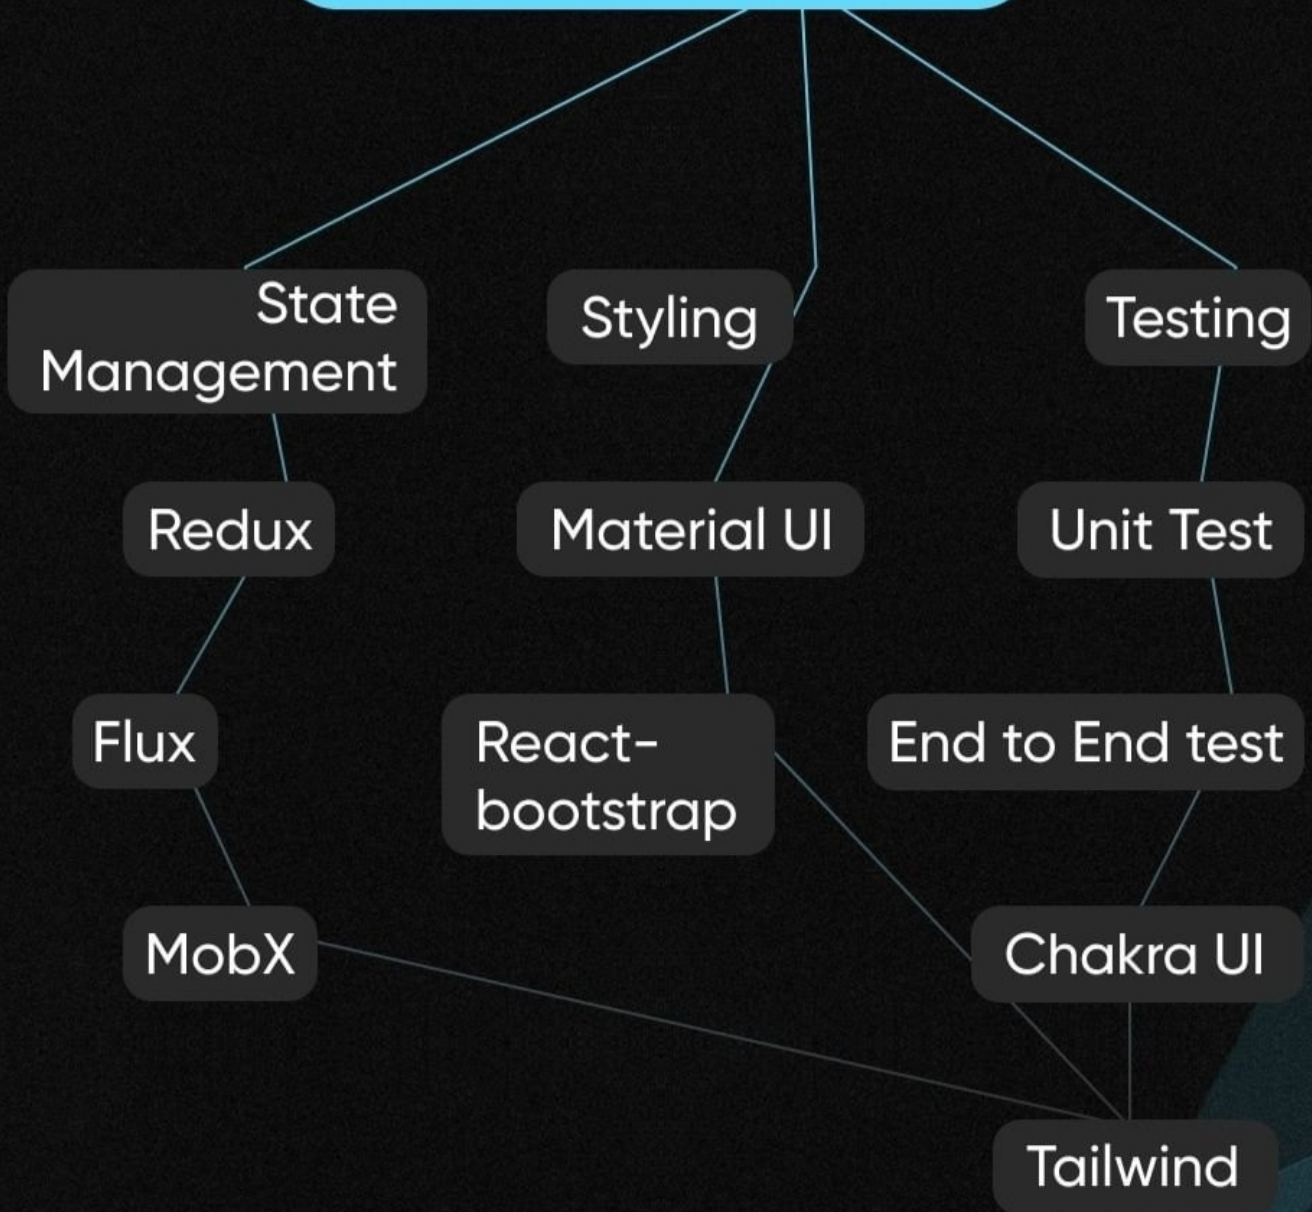 State
Management
Styling
Testing
Redux
Material UI
Unit Test
Flux
React-
bootstrap
End to End test
MobX
Chakra UI
Tailwind